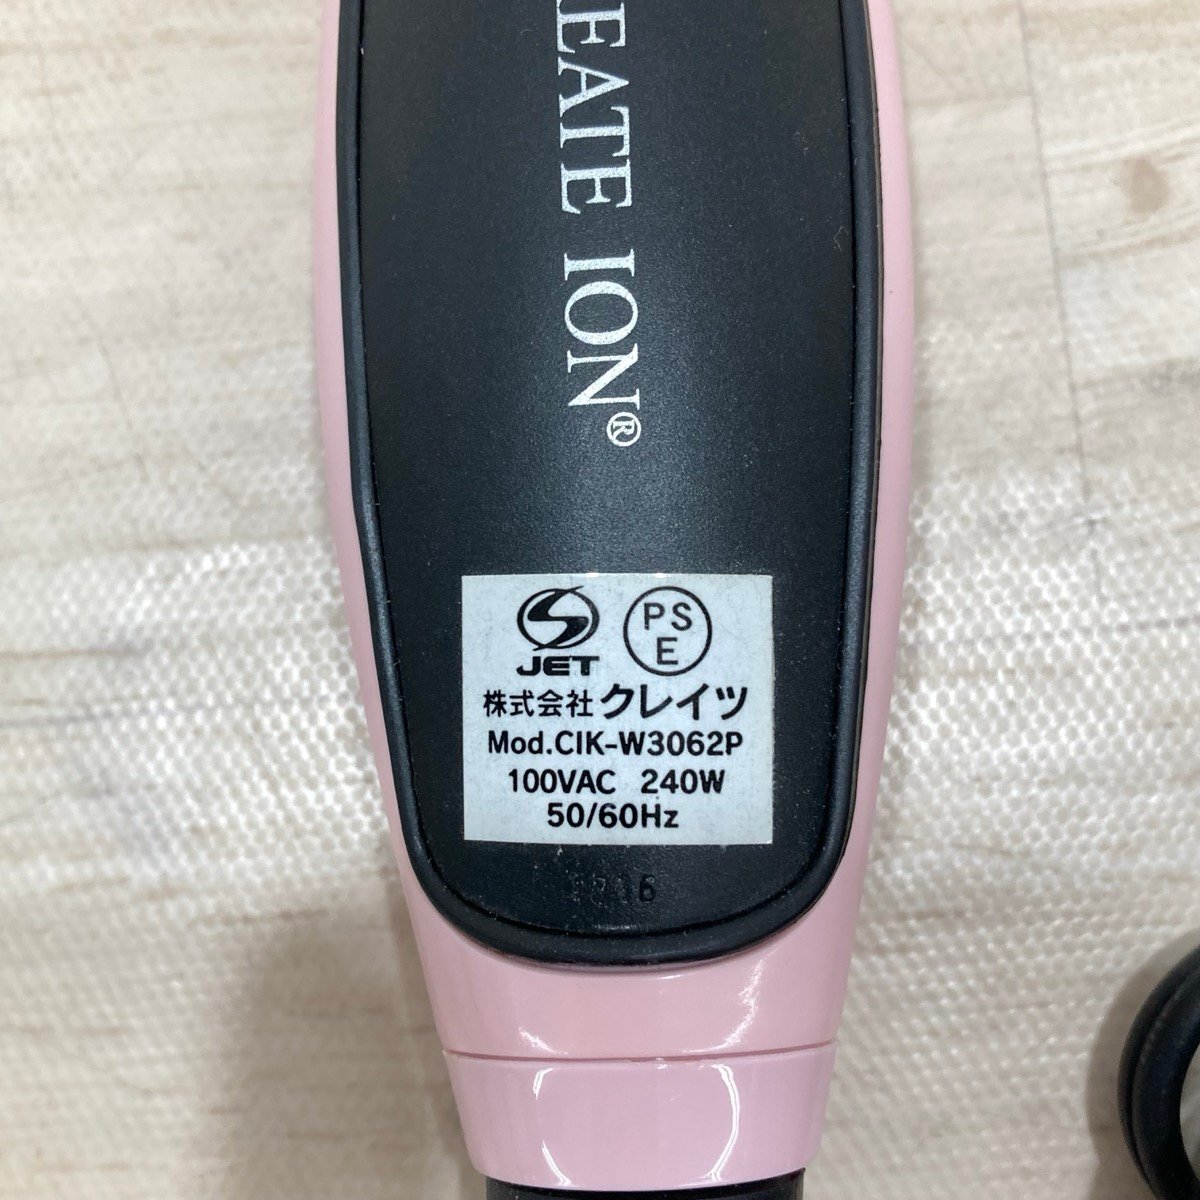 EATE ION®
JET
PS
E
株式会社クレイツ
Mod.CIK-W3062P
100VAC 240W
50/60Hz